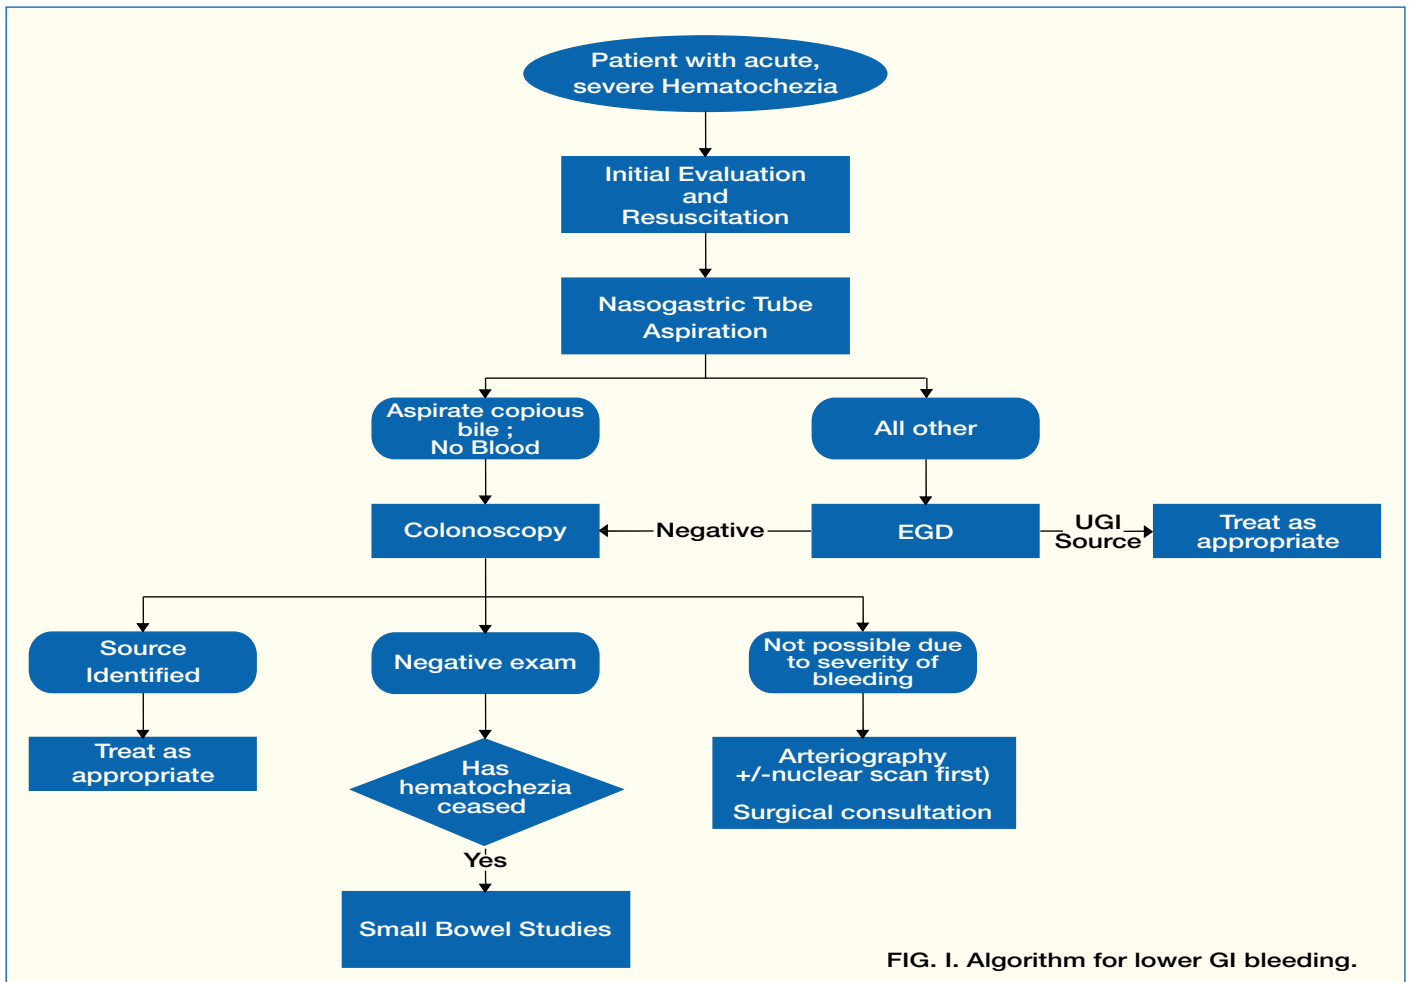 Patient with acute,
severe Hematochezia
Initial Evaluation
and
Resuscitation
Nasogastric Tube
Aspiration
Aspirate copious
bile ;
No Blood
All other
Colonoscopy
Negative
EGD
UGI
Source
Treat as
appropriate
Source
Identified
Negative exam
Not possible due
to severity of
bleeding
Treat as
appropriate
Has
hematochezia
ceased
Arteriography
+/-nuclear scan first)
Surgical consultation
Yes
Small Bowel Studies
FIG. I. Algorithm for lower GI bleeding.